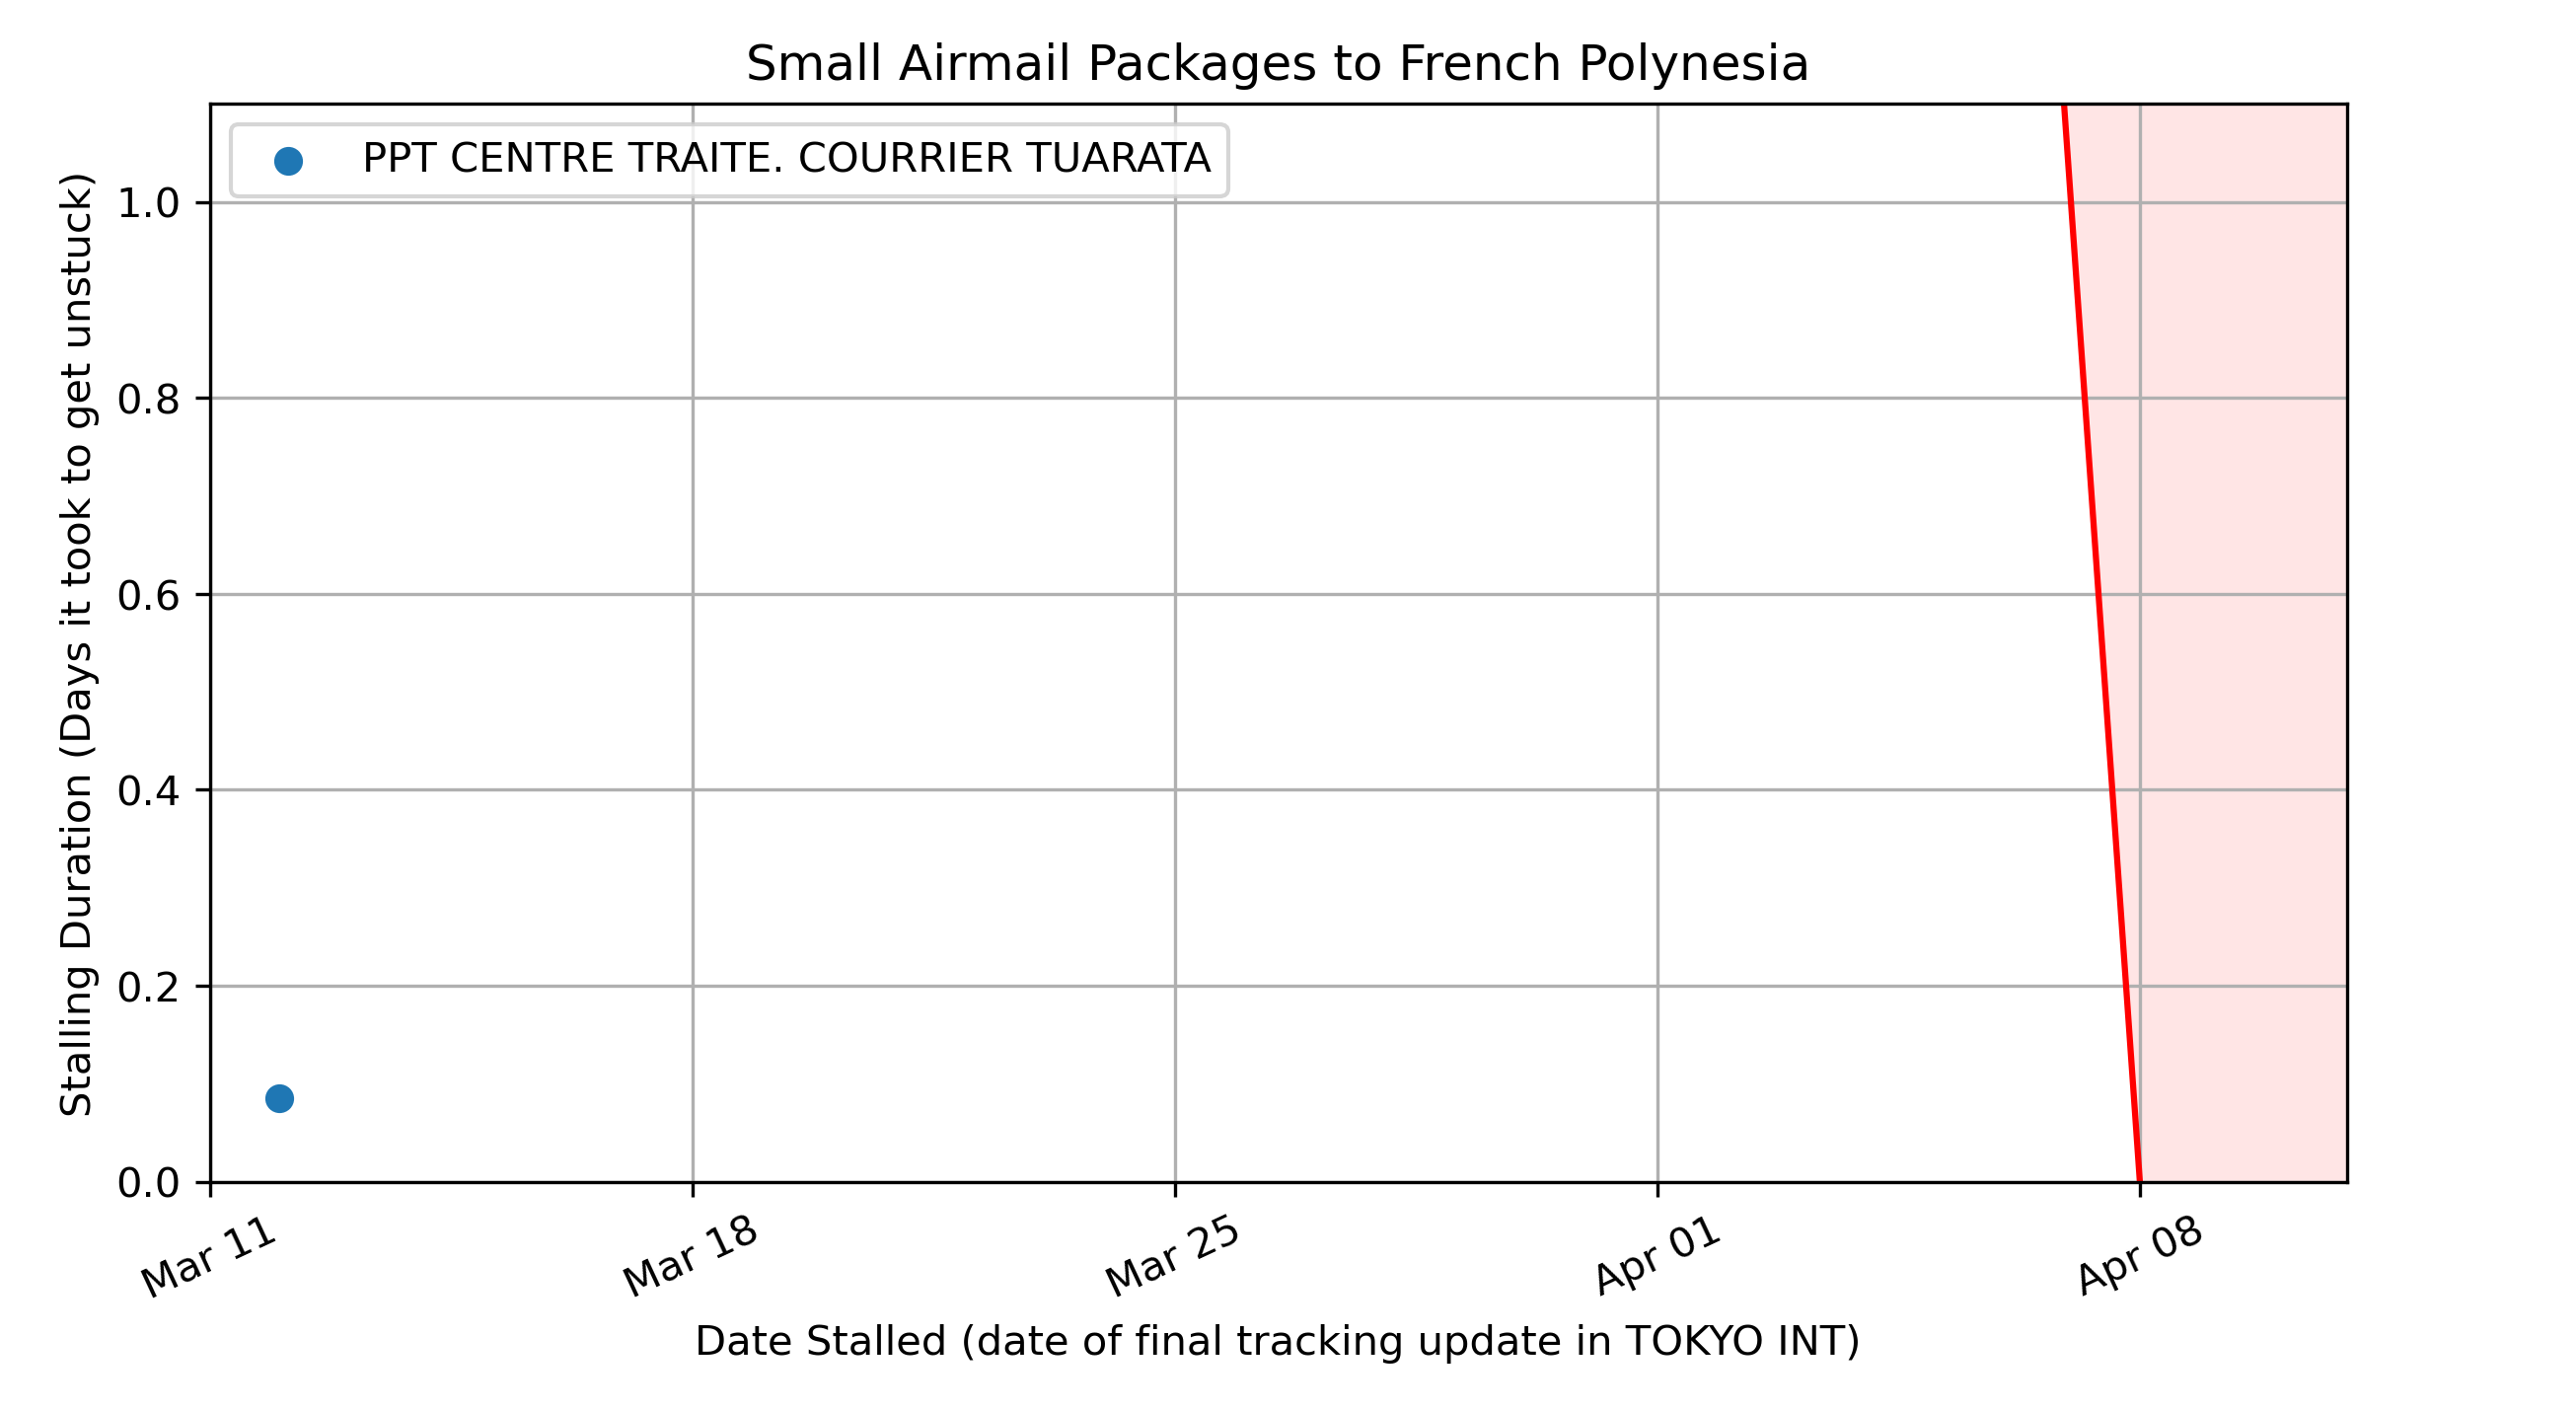 Small Airmail Packages to French Polynesia
PPT CENTRE TRAITE. COURRIER TUARATA
Stalling Duration (Days it took to get unstuck)
1.0
0.8
0.6
0.4
0.2
0.0
Mar 11
Mar 18
Mar 25
Apr 01
Apr 08
Date Stalled (date of final tracking update in TOKYO INT)